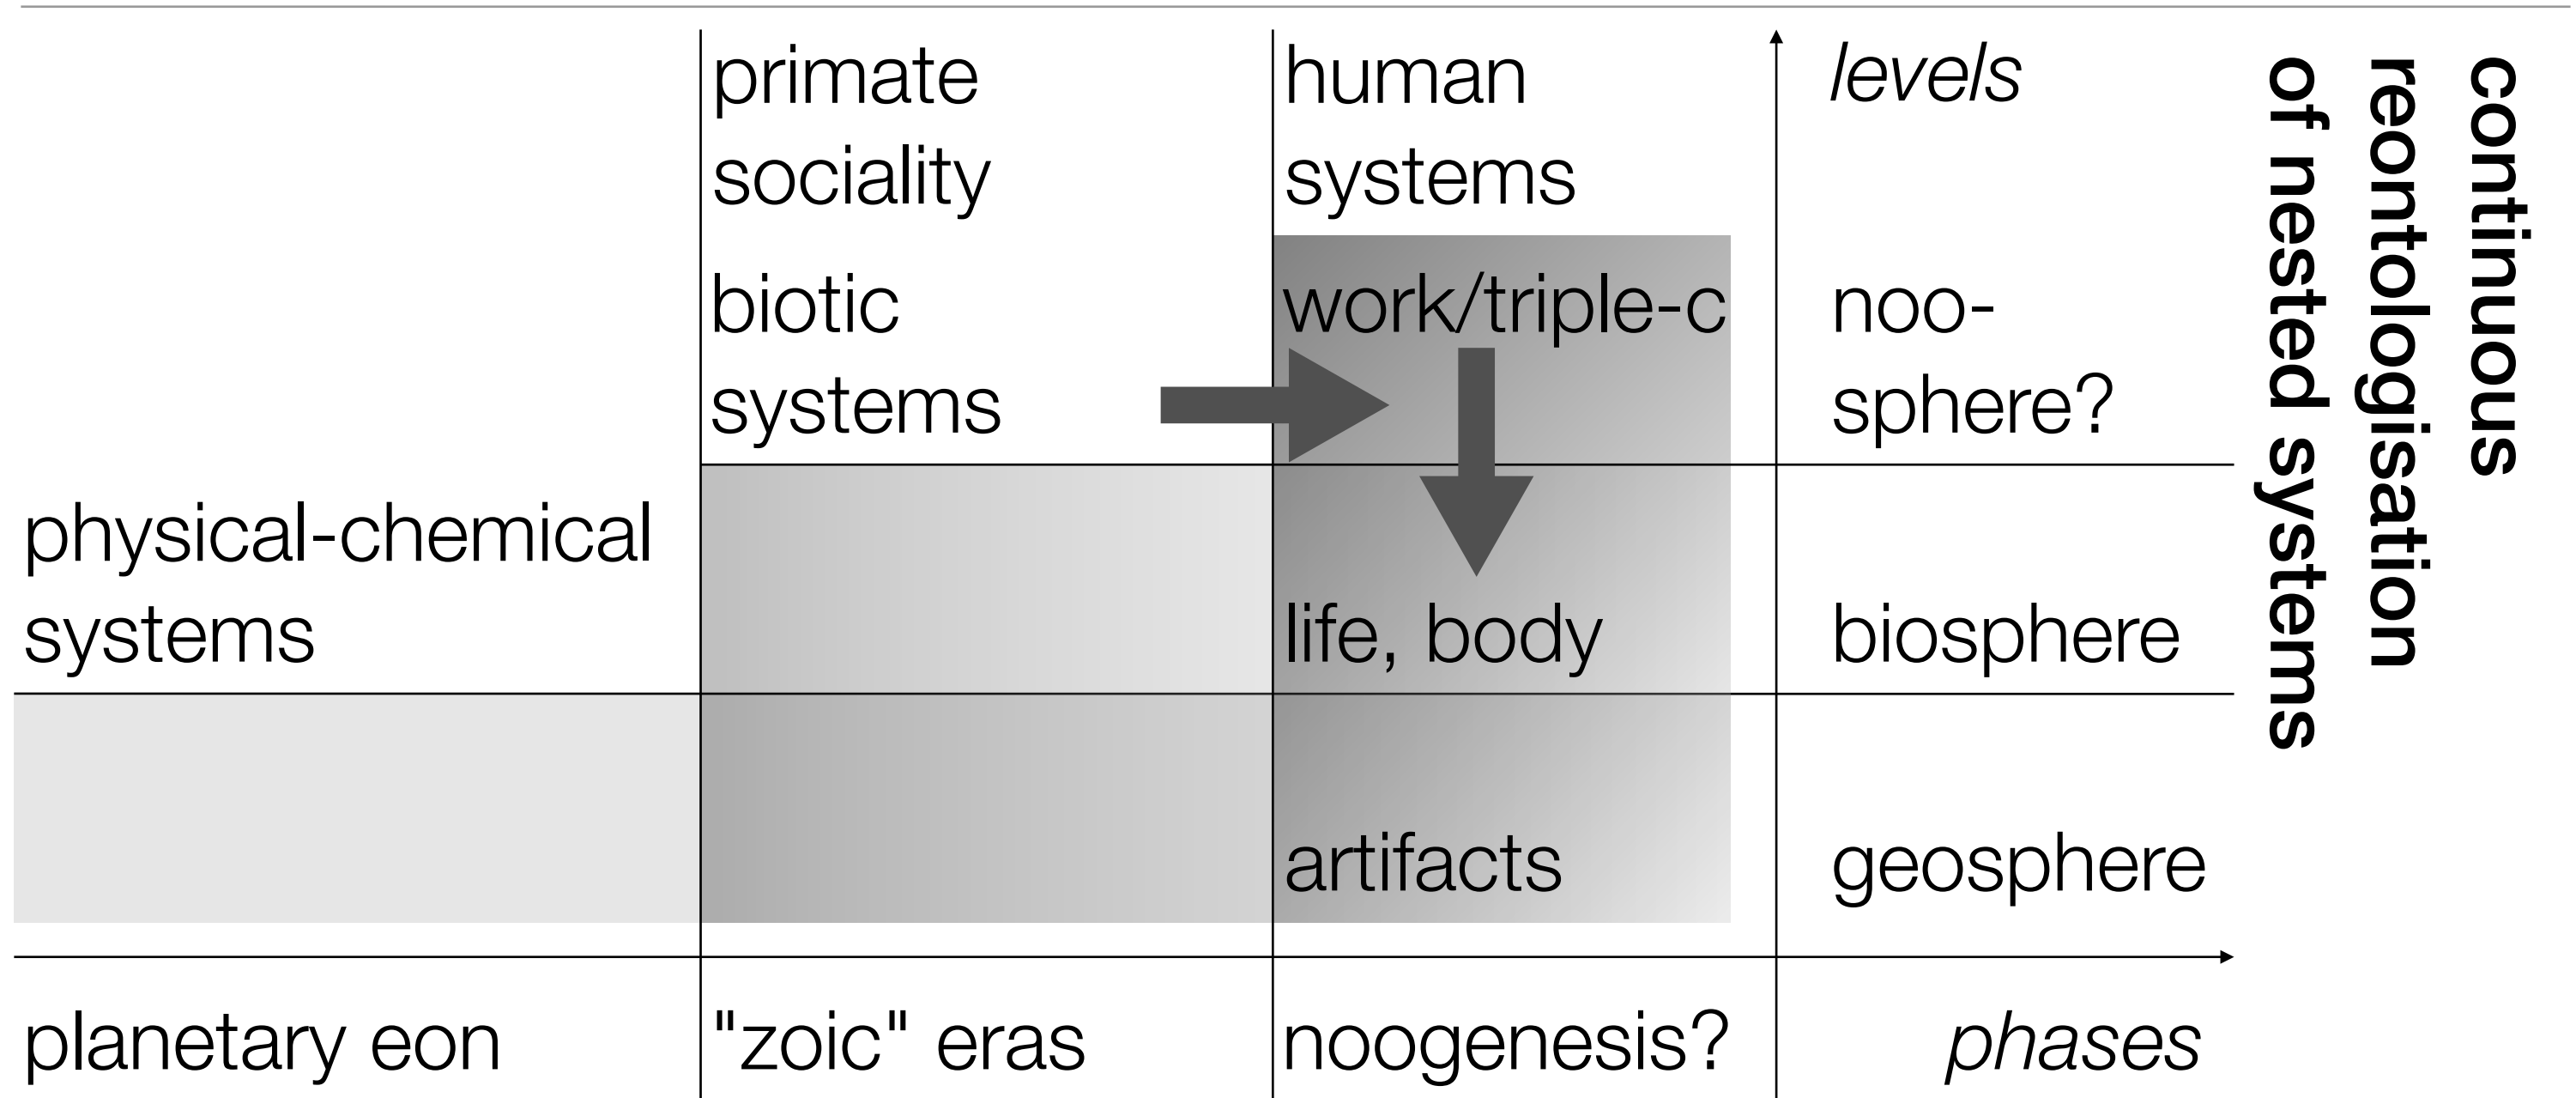 primate
sociality
human
systems
levels
biotic
systems
work/triple-c
noo-
sphere?
physical-chemical
systems
life, body
biosphere
artifacts
geosphere
planetary eon
"zoic" eras
noogenesis?
phases
continuous
reontologisation
of nested systems